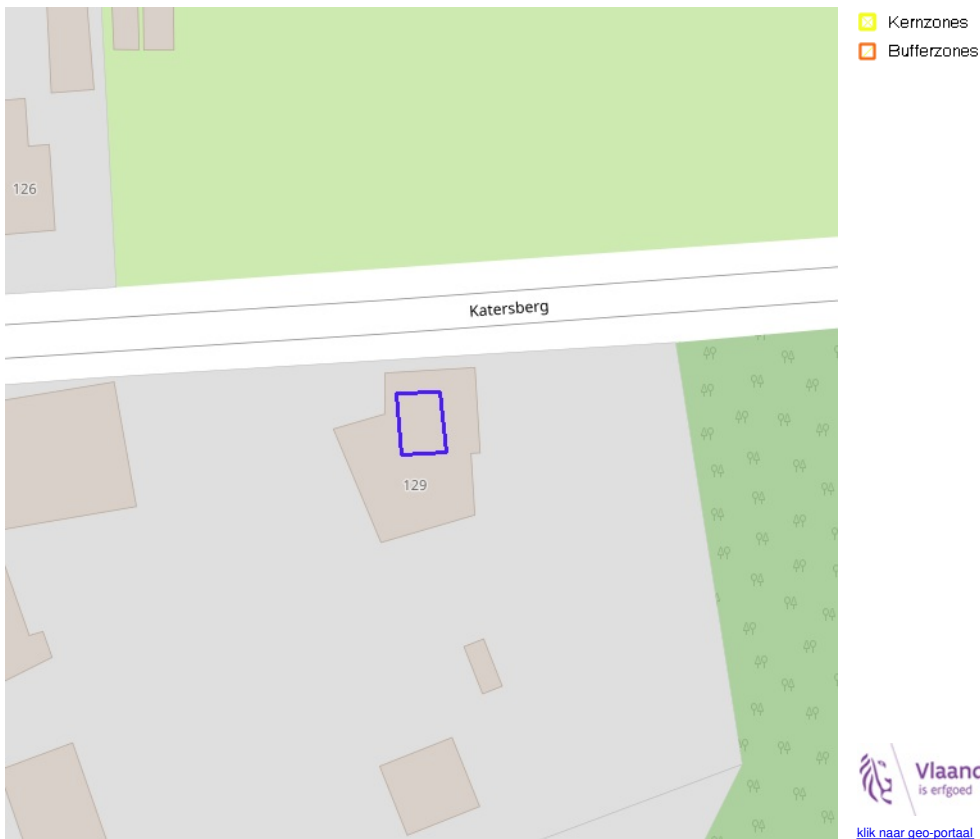 Kernzones
Bufferzones
126
Katersberg
129
is erfgoed
klik naar geo-portaal